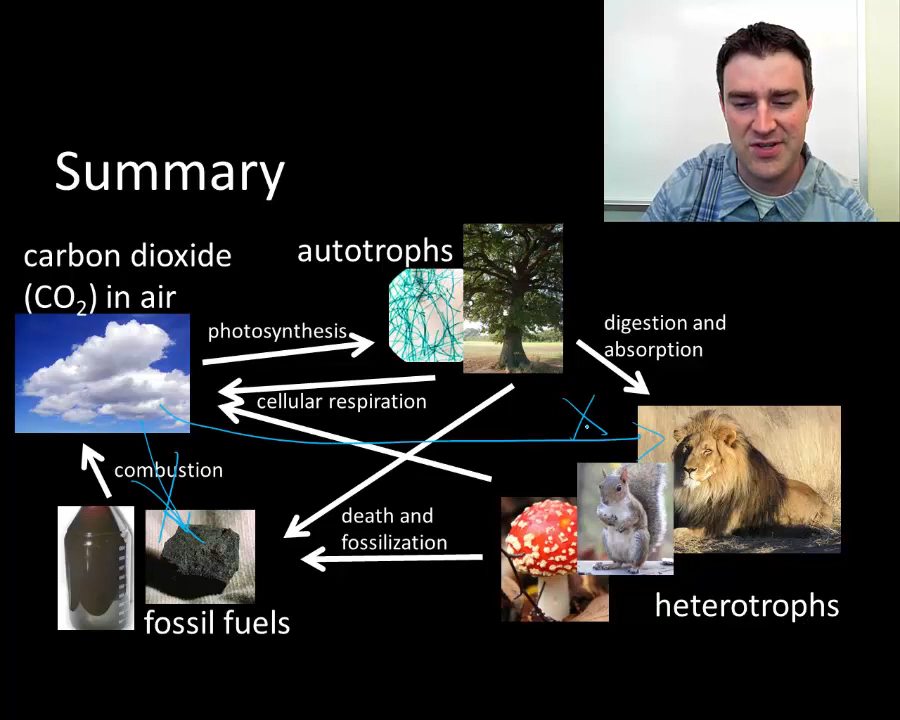 Summary
carbon dioxide
(CO₂) in air
autotrophs
photosynthesis
digestion and
absorption
cellular respiration
combustion
death and
fossilization
fossil fuels
heterotrophs